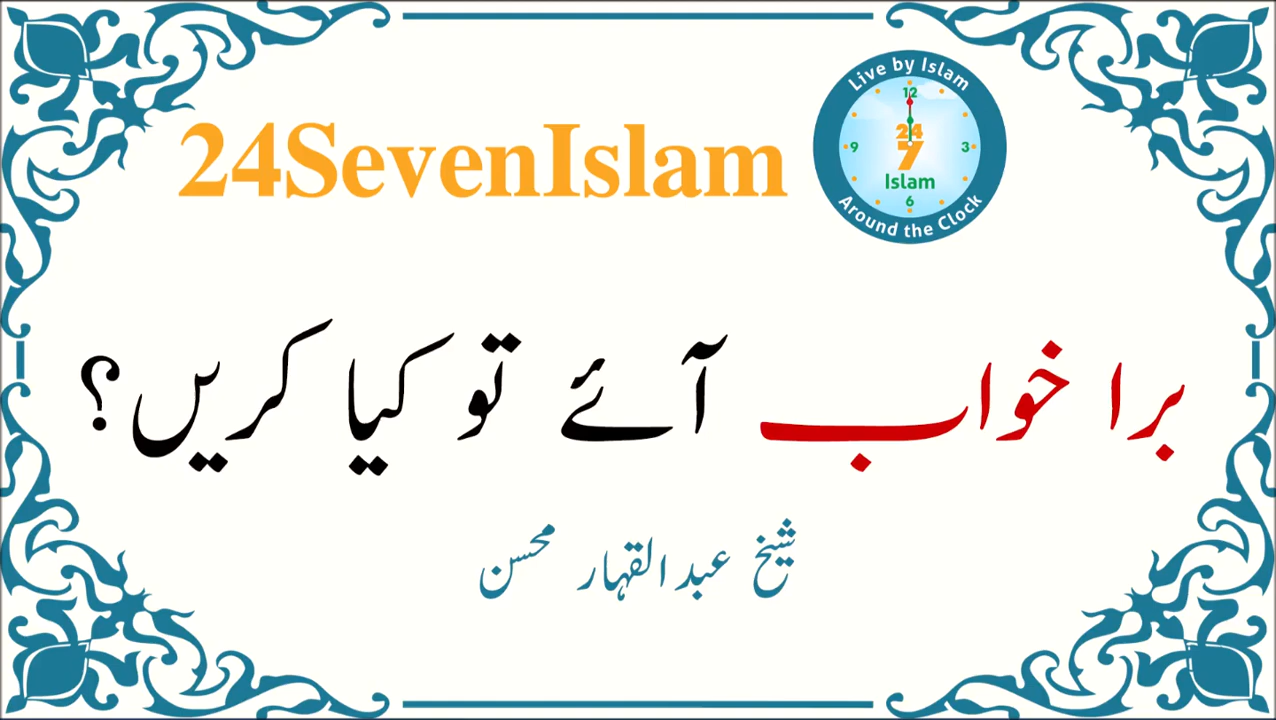 24SevenIslam
Live by Islam
12
24
9
7
3
Islam
6
Around the Clock
برا خواب آئے تو کیا کریں؟
شیخ عبدالقہار محسن